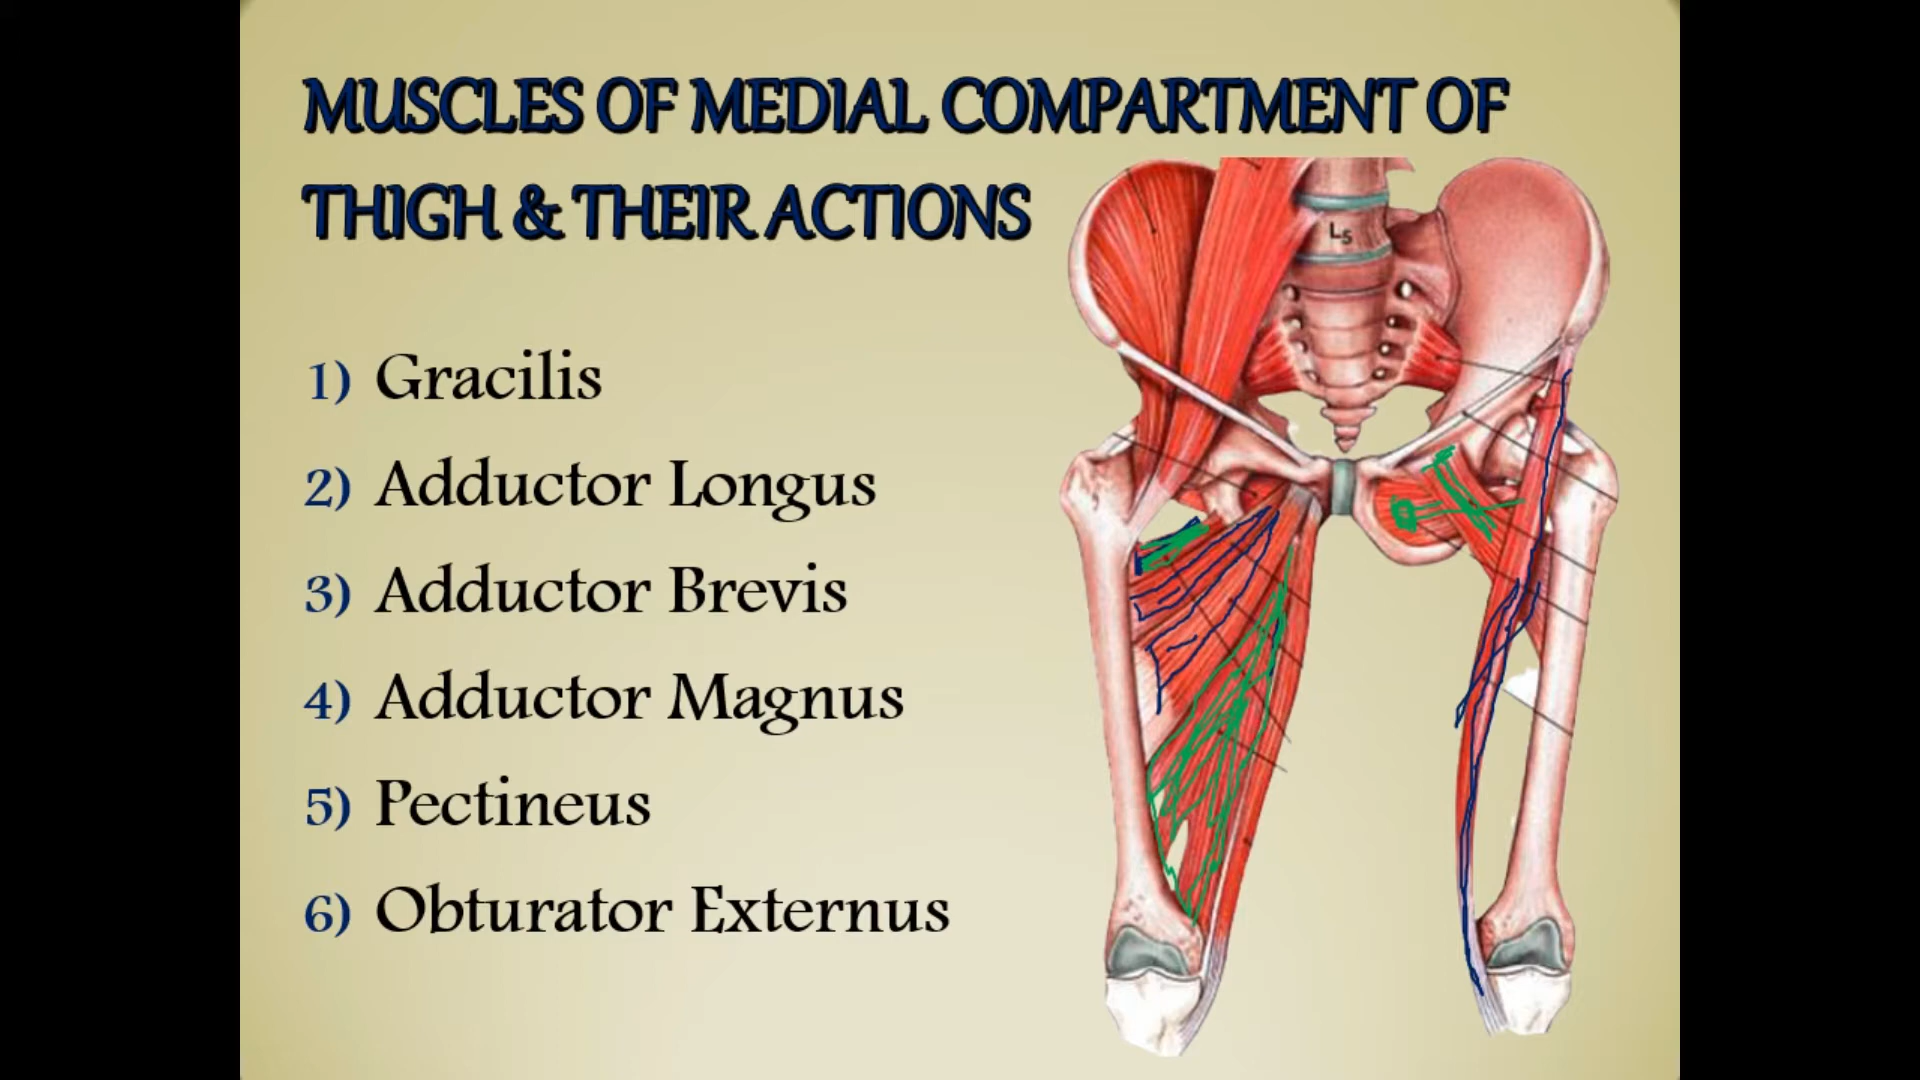 MUSCLES OF MEDIAL COMPARTMENT OF
THIGH & THEIR ACTIONS
L5
1) Gracilis
2) Adductor Longus
3) Adductor Brevis
4) Adductor Magnus
5) Pectineus
6) Obturator Externus